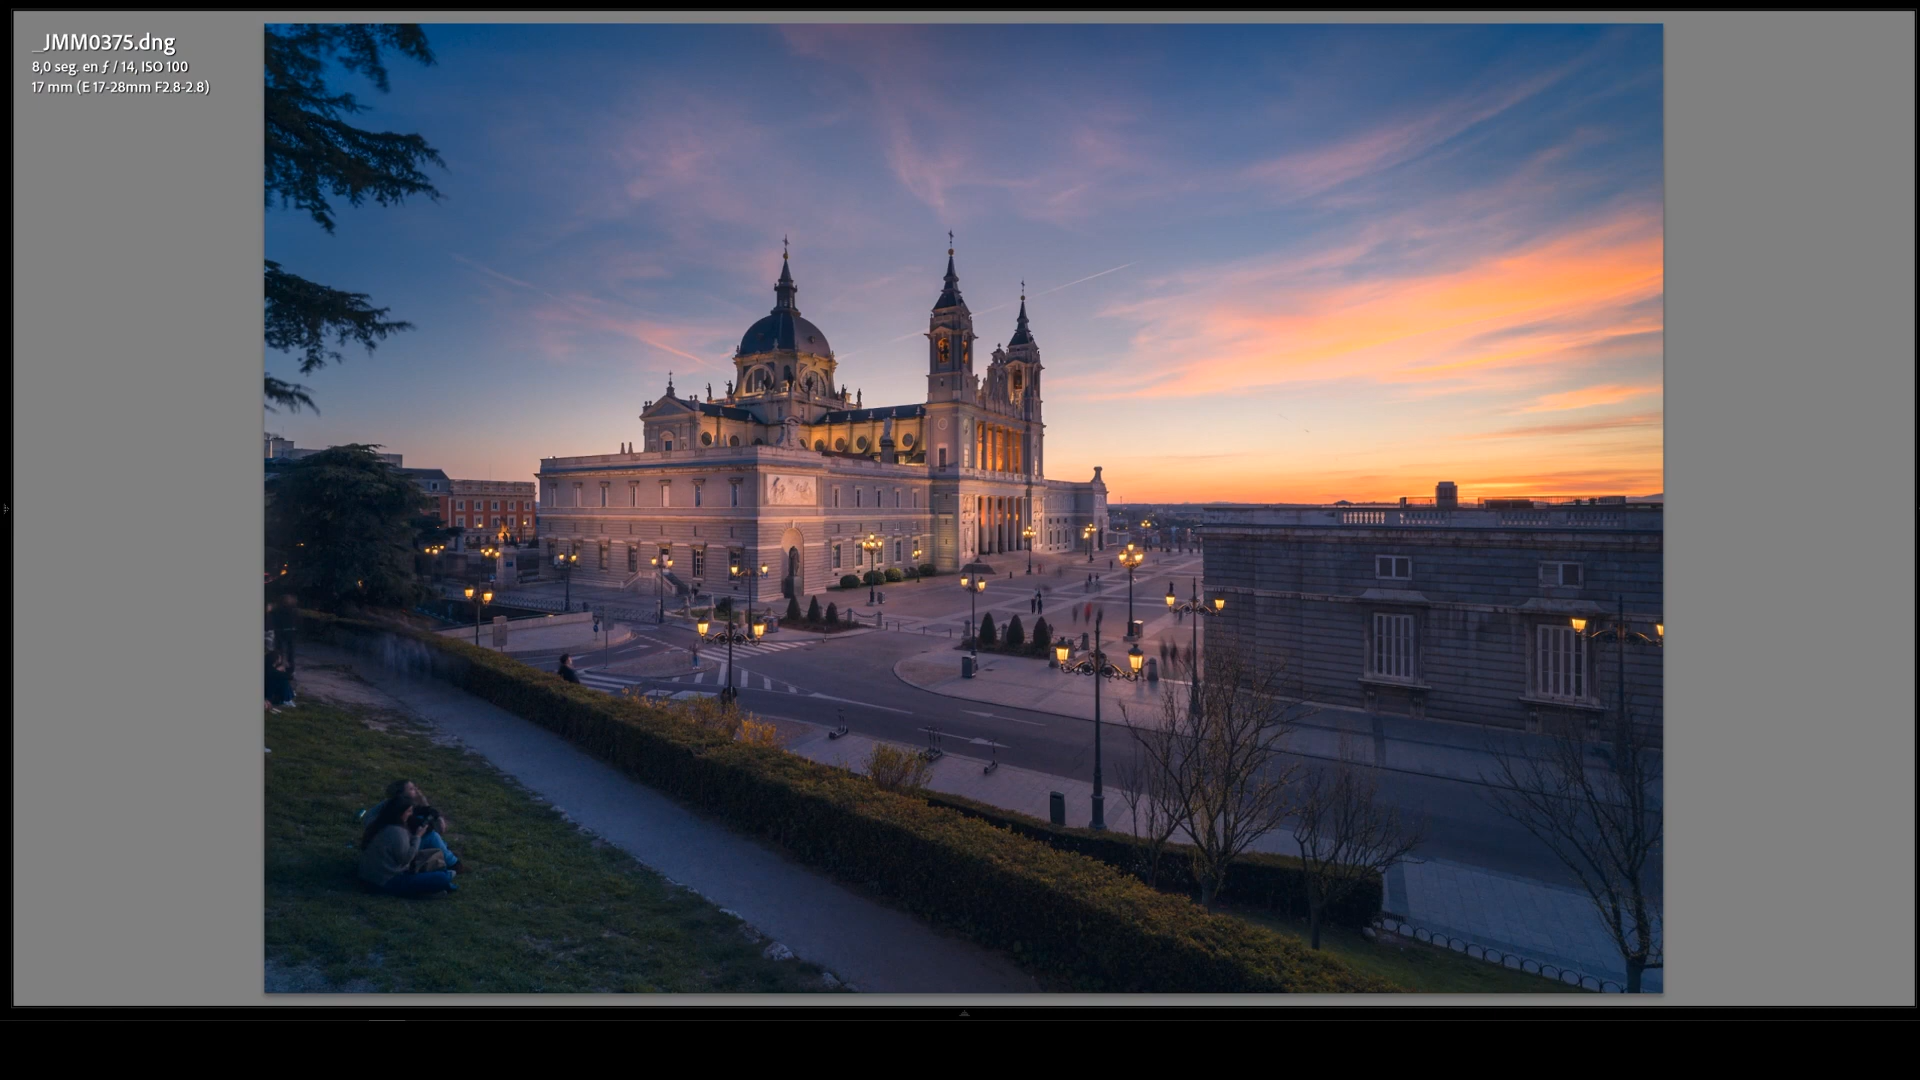 _JMM0375.dng
8,0 seg. en ƒ / 14, ISO 100
17 mm (E 17-28mm F2.8-2.8)